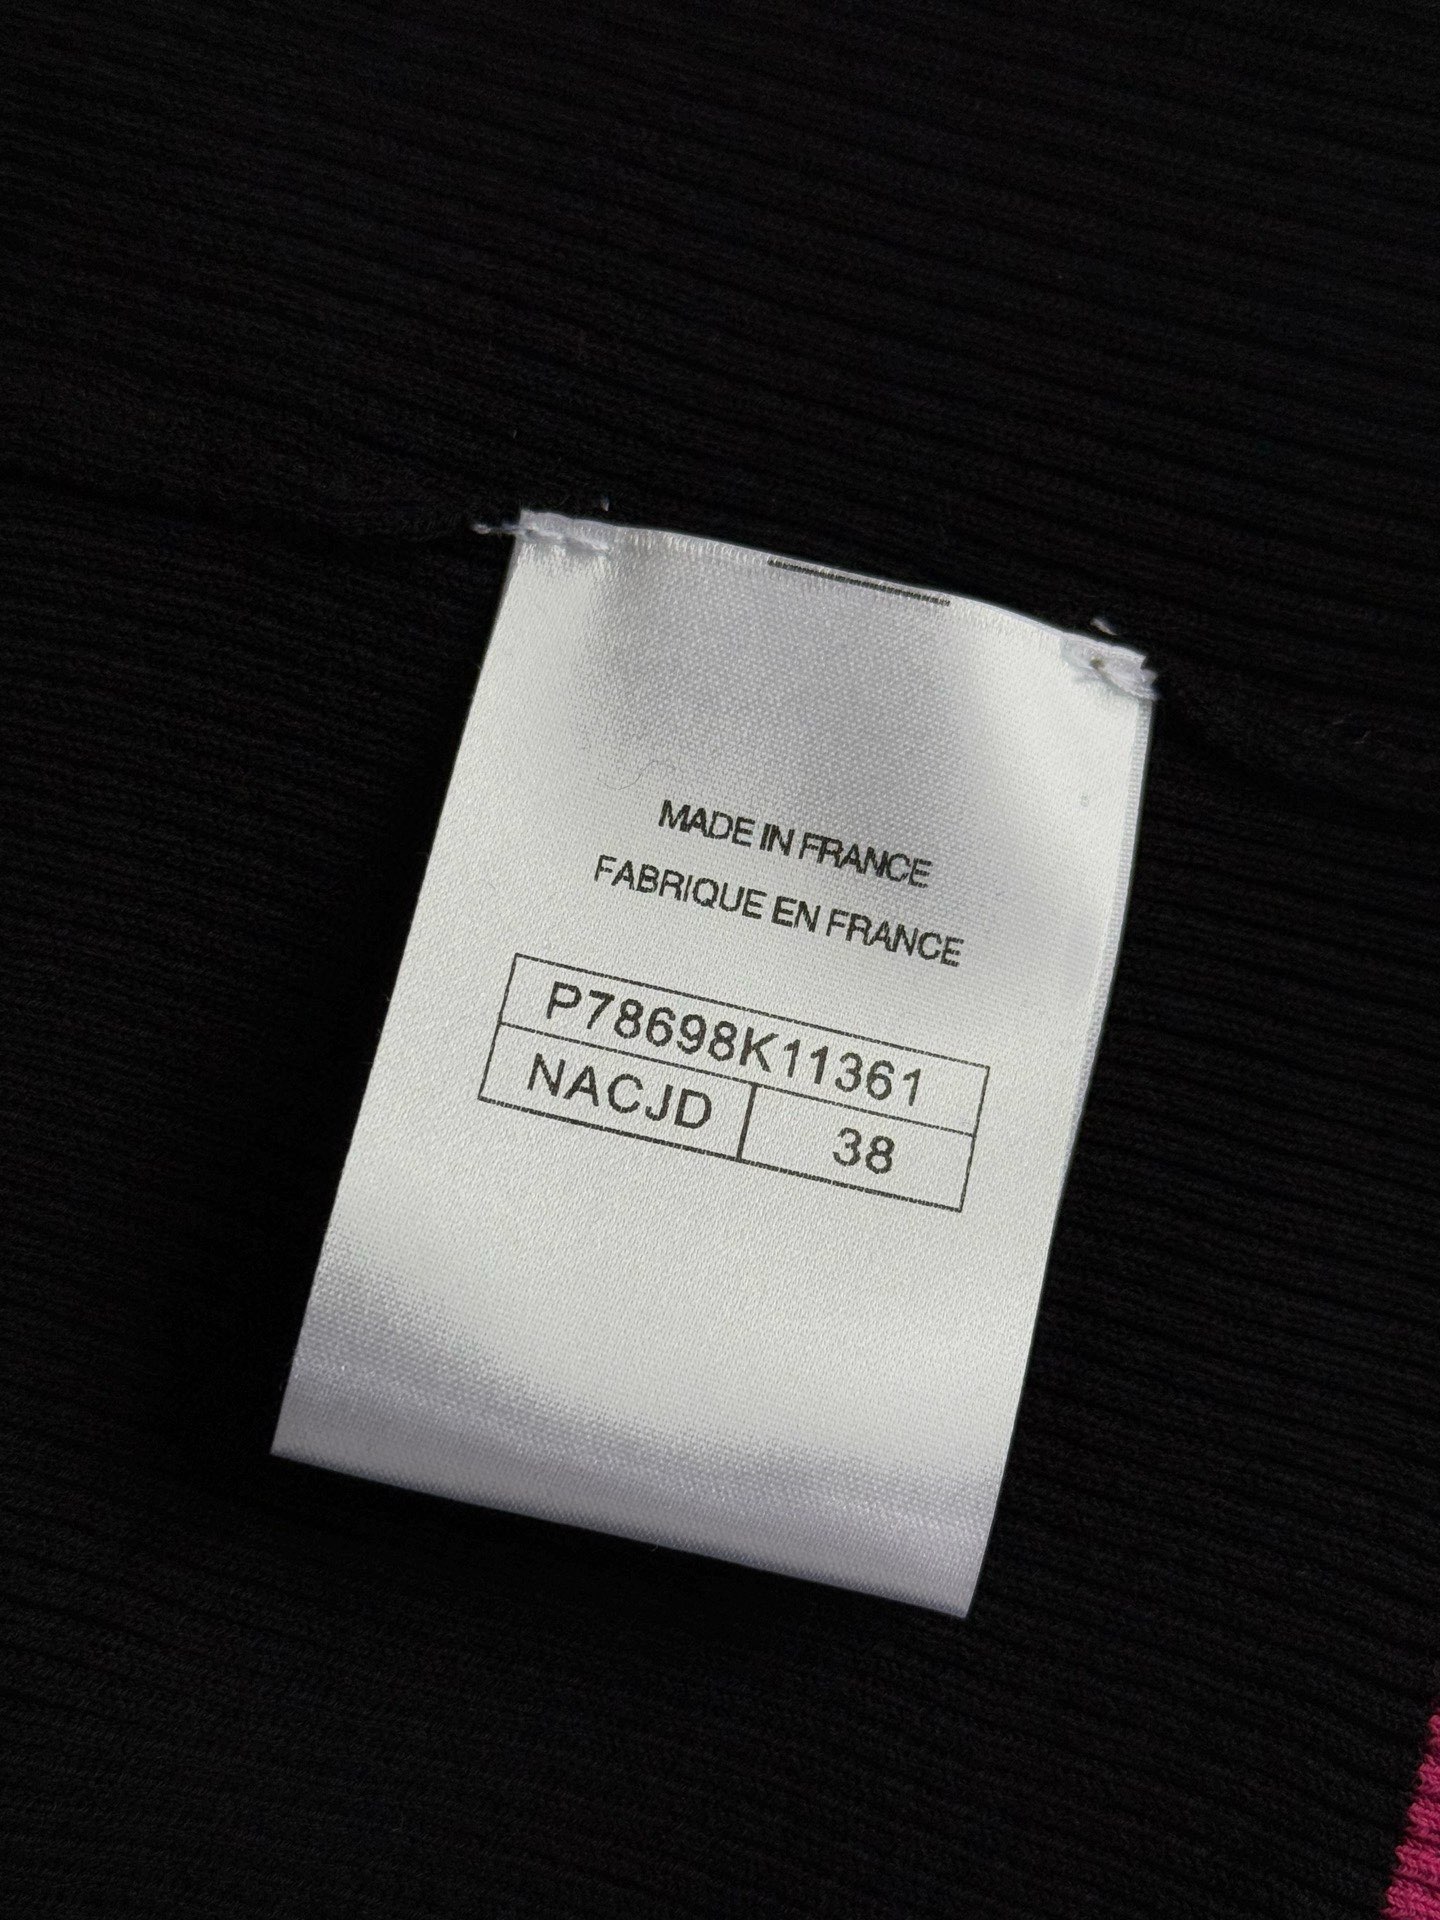 MADE IN FRANCE
FABRIQUE EN FRANCE
P78698K11361
NACJD 38